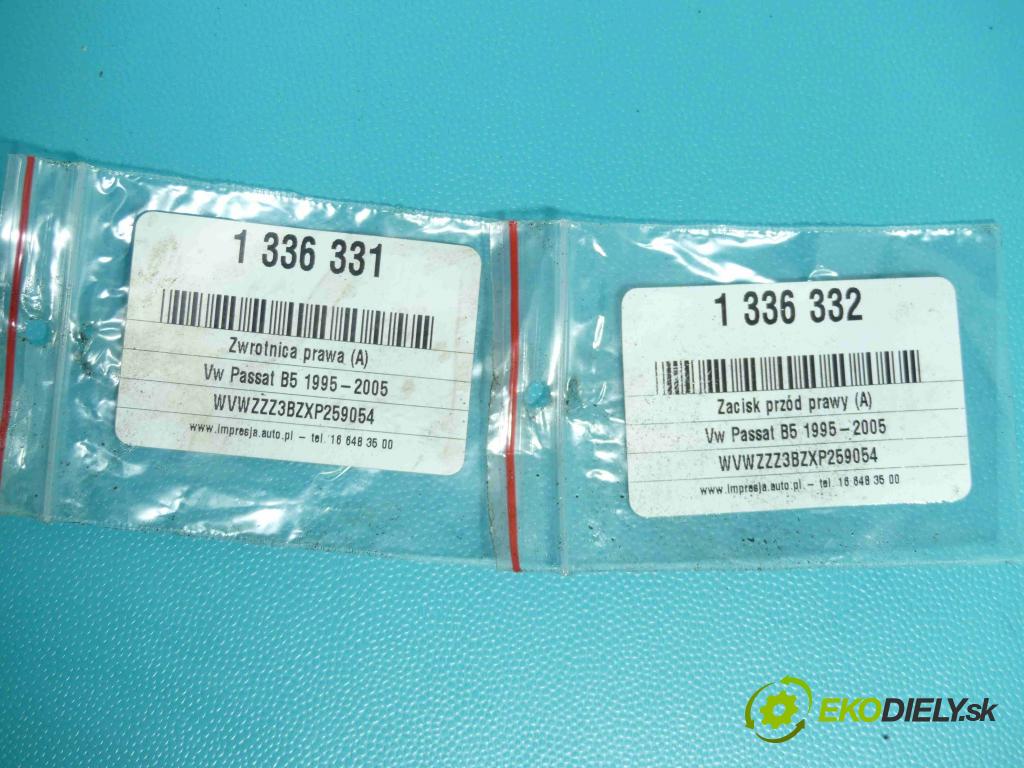 1 336 331
Zwrotnica prawa (A)
Vw Passat B5 1995-2005
WVWZZZ3BZXP259054
www.impresja.auto.pl - tel. 16 648 35 00
1 336 332
Zacisk przód prawy (A)
Vw Passat B5 1995-2005
WVWZZZ3BZXP259054
www.impresja.auto.pl - tel. 16 648 35 00
EKODIELY.sk